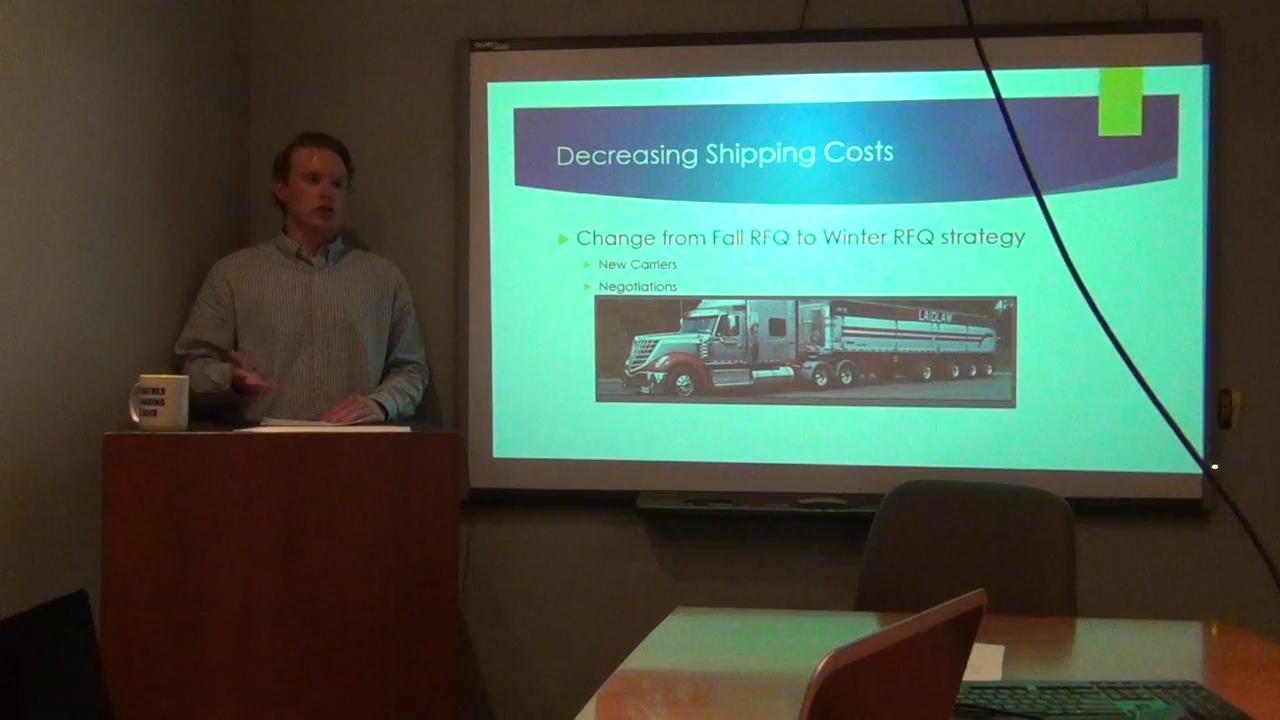 Decreasing Shipping Costs
Change from Fall RFQ to Winter RFQ strategy
New Carriers
Negotiations
LAIDLAW